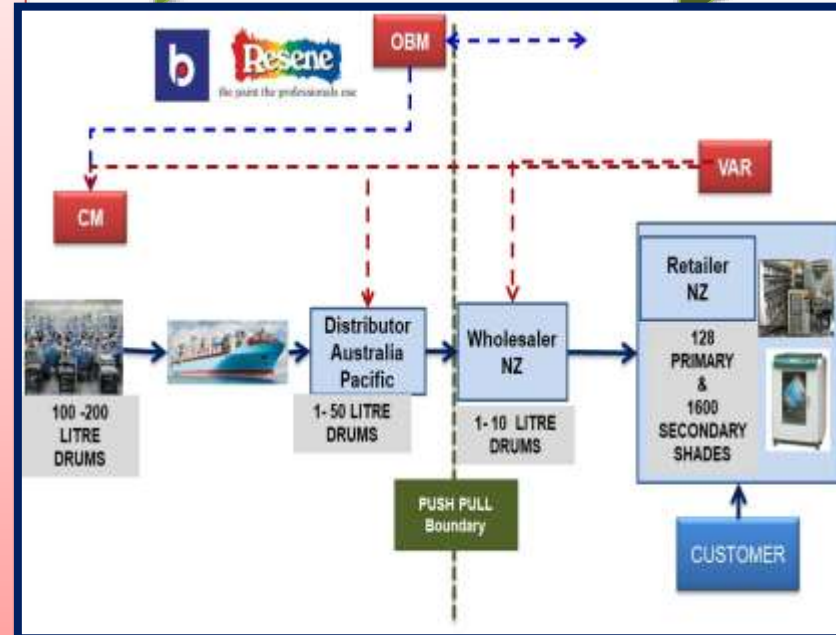 OBM
b
Resene
the paint the professionals use
VAR
CM
Retailer
NZ
Distributor
Australia
Pacific
Wholesaler
NZ
128
PRIMARY
&
1600
SECONDARY
SHADES
100 -200
LITRE
DRUMS
1- 50 LITRE
DRUMS
1- 10 LITRE
DRUMS
PUSH PULL
Boundary
CUSTOMER